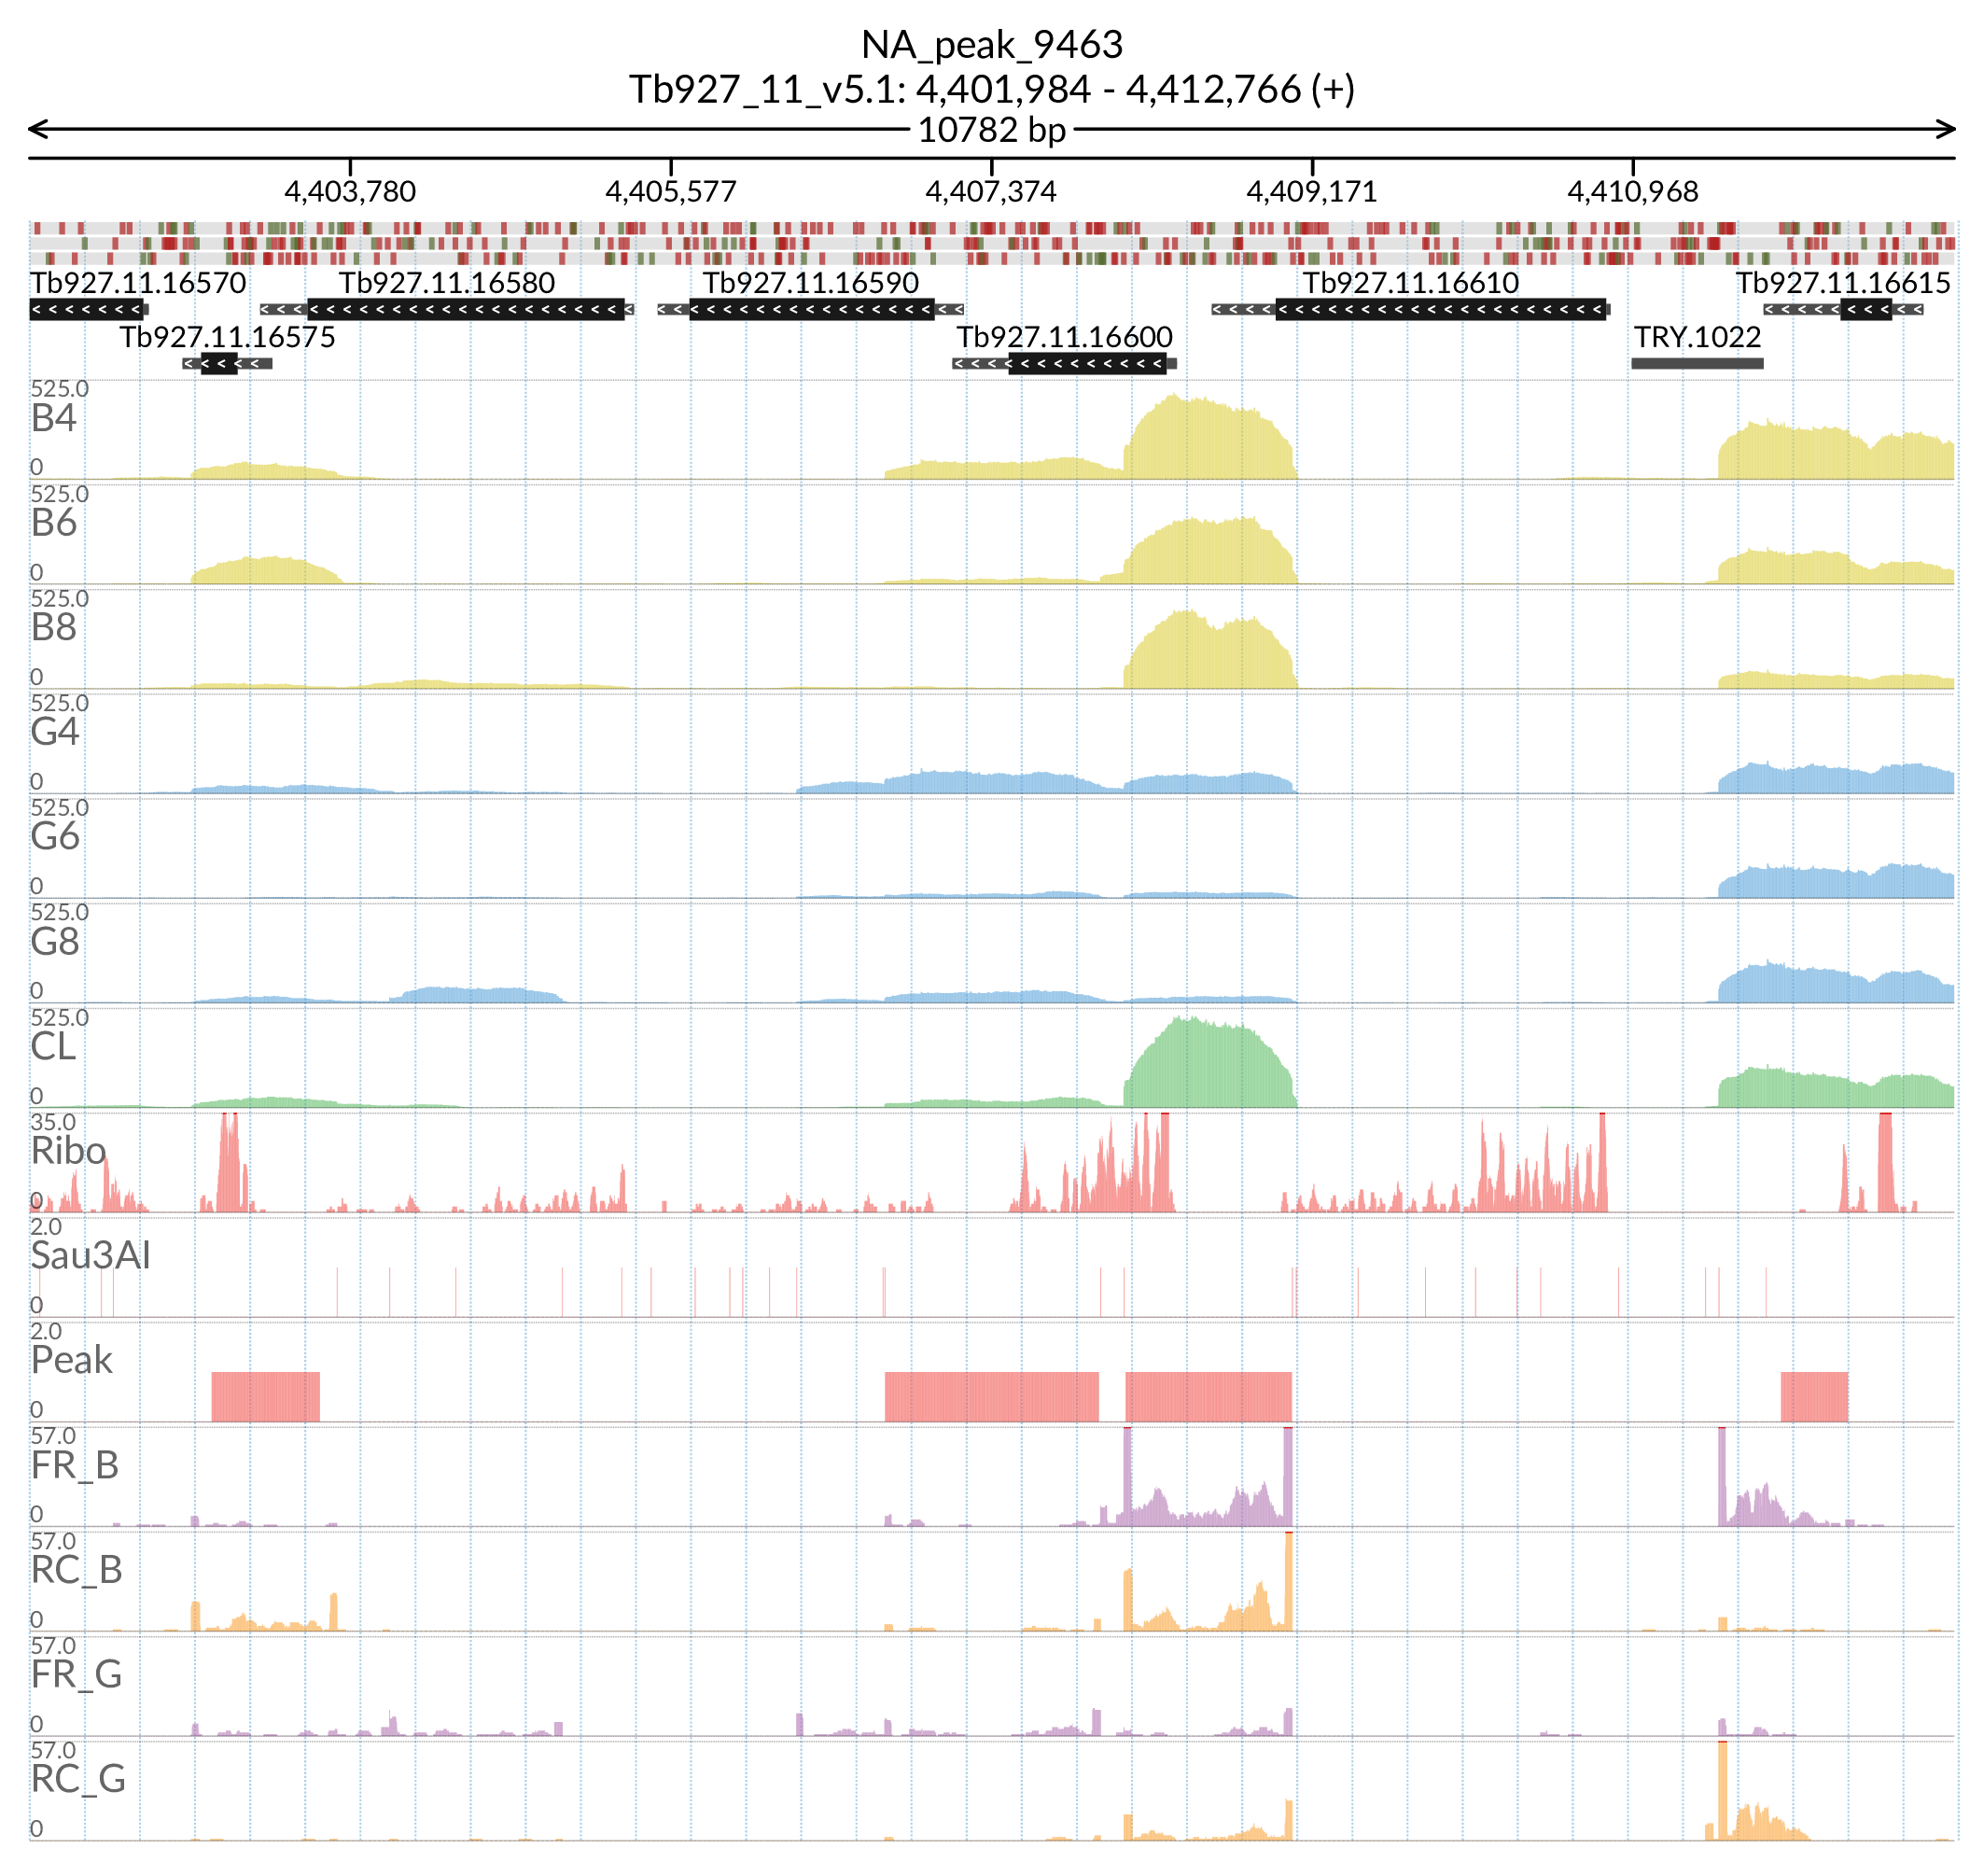 NA_peak_9463
Tb927_11_v5.1: 4,401,984 - 4,412,766 (+)
10782 bp
4,403,780 4,405,577 4,407,374 4,409,171 4,410,968
Tb927.11.16570 Tb927.11.16580 Tb927.11.16590 Tb927.11.16610 Tb927.11.16615
Tb927.11.16575 Tb927.11.16600 TRY.1022
525.0
B4
0
525.0
B6
0
525.0
B8
0
525.0
G4
0
525.0
G6
0
525.0
G8
0
525.0
CL
0
35.0
Ribo
0
2.0
Sau3AI
0
2.0
Peak
0
57.0
FR_B
0
57.0
RC_B
0
57.0
FR_G
0
57.0
RC_G
0